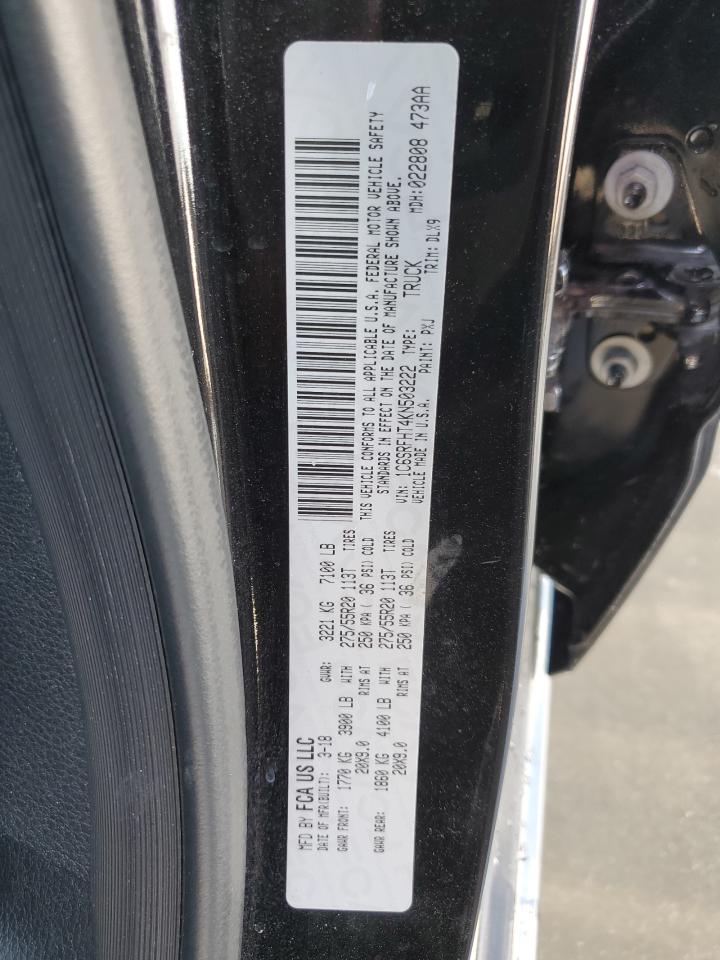 MFD BY FCA US LLC
DATE OF MFR(BUILT): 3-18 GVWR: 3221 KG 7100 LB
GAWR FRONT: 1770 KG 3900 LB WITH 275/55R20 113T TIRES
20X9.0 RIMS AT 250 KPA ( 36 PSI) COLD
GAWR REAR: 1860 KG 4100 LB WITH 275/55R20 113T TIRES
20X9.0 RIMS AT 250 KPA ( 36 PSI) COLD
THIS VEHICLE CONFORMS TO ALL APPLICABLE U.S.A. FEDERAL MOTOR VEHICLE SAFETY
STANDARDS IN EFFECT ON THE DATE OF MANUFACTURE SHOWN ABOVE.
VIN: 1C6SRFHT4KN503222 TYPE: TRUCK MDH:022808 473AA
VEHICLE MADE IN U.S.A. PAINT: PXJ TRIM: DLX9